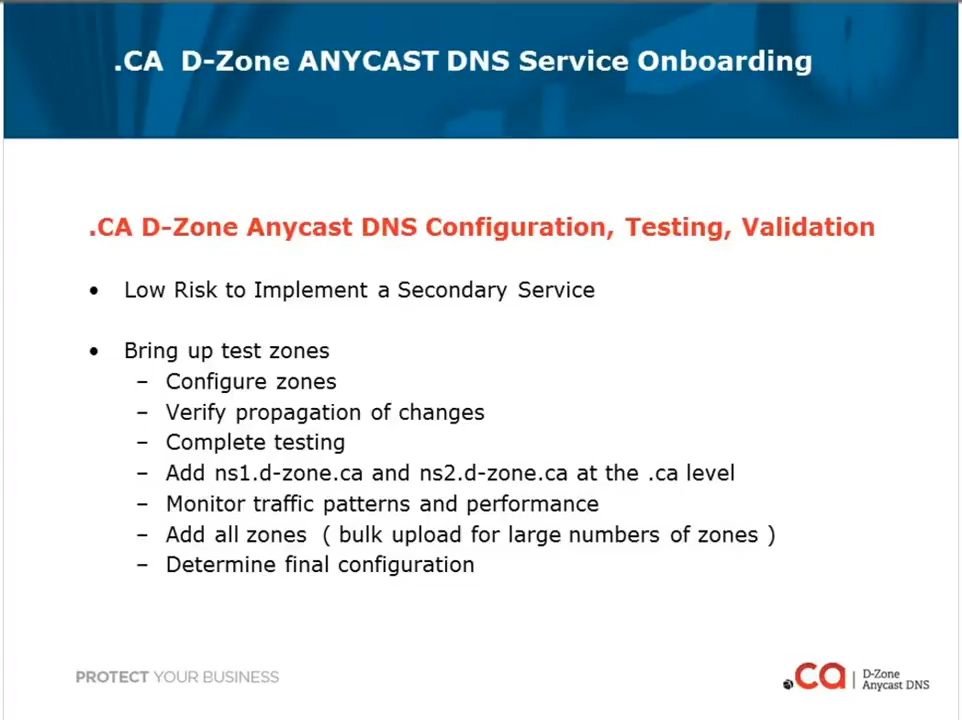 .CA D-Zone ANYCAST DNS Service Onboarding
.CA D-Zone Anycast DNS Configuration, Testing, Validation
• Low Risk to Implement a Secondary Service
• Bring up test zones
– Configure zones
– Verify propagation of changes
– Complete testing
– Add ns1.d-zone.ca and ns2.d-zone.ca at the .ca level
– Monitor traffic patterns and performance
– Add all zones ( bulk upload for large numbers of zones )
– Determine final configuration
PROTECT YOUR BUSINESS
.ca | D-Zone
Anycast DNS